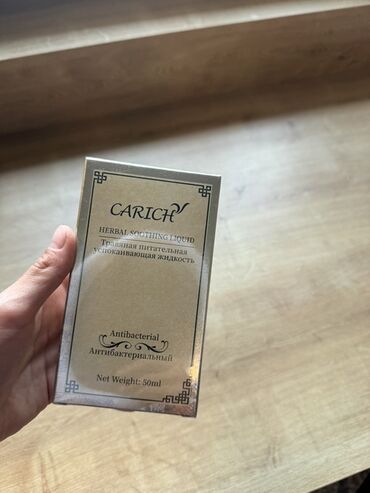 CARICH
HERBAL SOOTHING LIQUID
Травяная питательная
успокаивающая жидкость
Antibacterial
Антибактериальный
Net Weight: 50ml